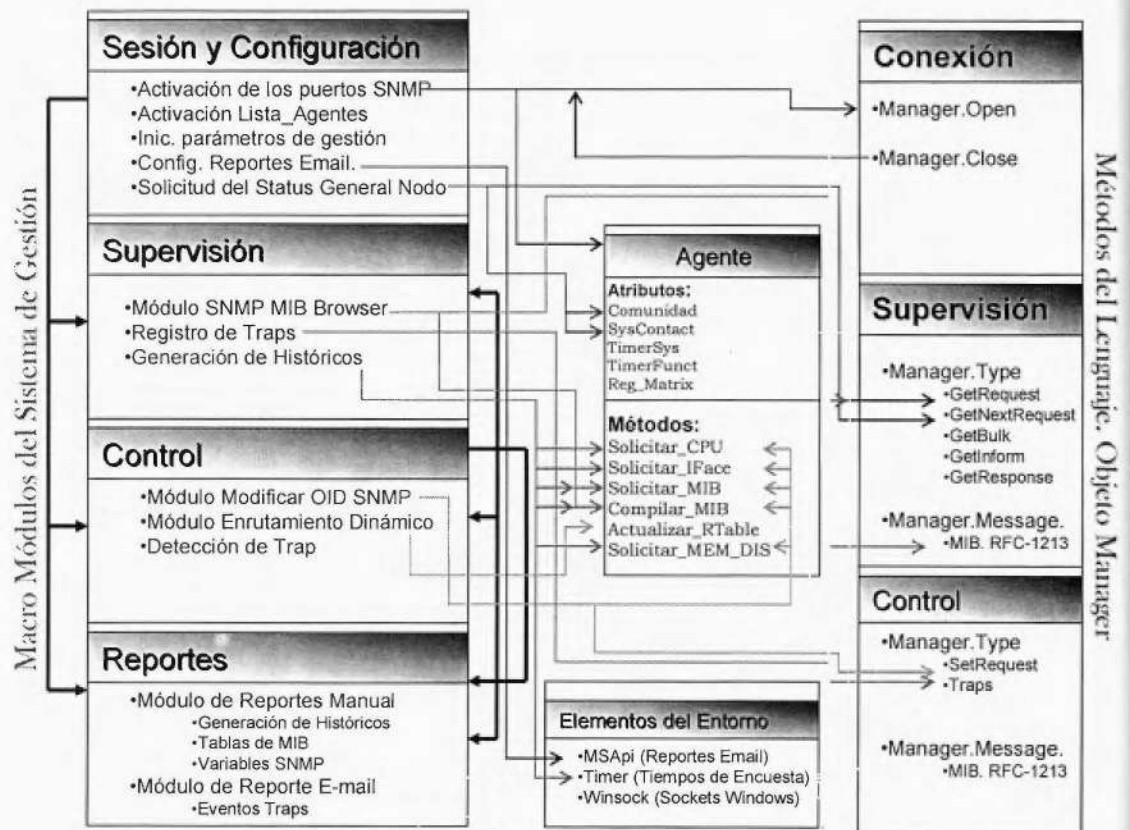 Macro Módulos del Sistema de Gestión
Sesión y Configuración
•Activación de los puertos SNMP
•Activación Lista_Agentes
•Inic. parámetros de gestión
•Config. Reportes Email.
•Solicitud del Status General Nodo
Supervisión
•Módulo SNMP MIB Browser
•Registro de Traps
•Generación de Históricos
Control
•Módulo Modificar OID SNMP
•Módulo Enrutamiento Dinámico
•Detección de Trap
Reportes
•Módulo de Reportes Manual
•Generación de Históricos
•Tablas de MIB
•Variables SNMP
•Módulo de Reporte E-mail
•Eventos Traps
Agente
Atributos:
Comunidad
SysContact
TimerSys
TimerFunct
Reg_Matrix
Métodos:
Solicitar_CPU
Solicitar_IFace
Solicitar_MIB
Compilar_MIB
Actualizar_RTable
Solicitar_MEM_DIS
Elementos del Entorno
•MSApi (Reportes Email)
•Timer (Tiempos de Encuesta)
•Winsock (Sockets Windows)
Conexión
•Manager.Open
•Manager.Close
Supervisión
•Manager.Type
•GetRequest
•GetNextRequest
•GetBulk
•GetInform
•GetResponse
•Manager.Message.
•MIB. RFC-1213
Control
•Manager.Type
•SetRequest
•Traps
•Manager.Message.
•MIB. RFC-1213
Métodos del Lenguaje. Objeto Manager